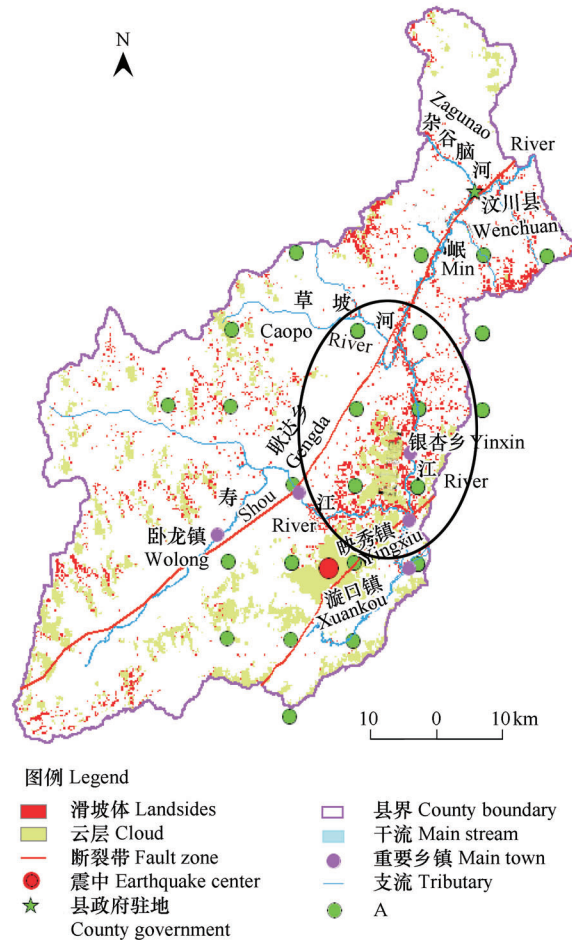 N
Zagunao
杂谷脑河
River
汶川县
Wenchuan
岷
Min
草坡河
Caopo
River
耿达乡
Gengda
银杏乡 Yinxin
江
River
寿
江
Shou
River
卧龙镇
Wolong
映秀镇
Yingxiu
漩口镇
Xuankou
10 0 10 km
图例 Legend
滑坡体 Landsides
云层 Cloud
断裂带 Fault zone
震中 Earthquake center
县政府驻地
County government
县界 County boundary
干流 Main stream
重要乡镇 Main town
支流 Tributary
A